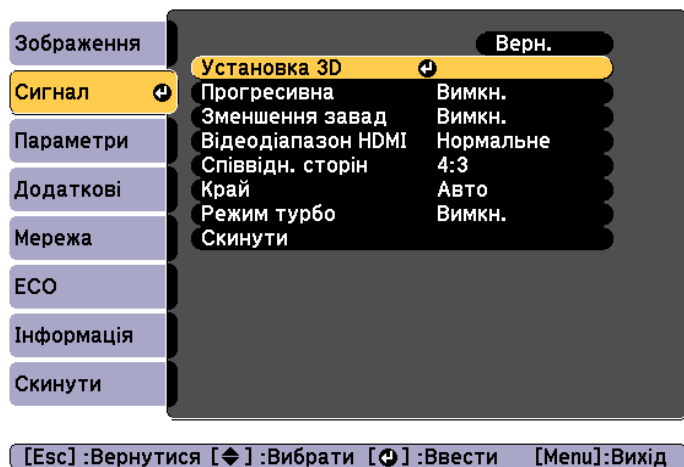 Зображення
Сигнал
Параметри
Додаткові
Мережа
ECO
Інформація
Скинути
Верн.
Установка 3D
Прогресивна Вимкн.
Зменшення завад Вимкн.
Відеодіапазон HDMI Нормальне
Співвідн. сторін 4:3
Край Авто
Режим турбо Вимкн.
Скинути
[Esc] :Вернутися [◆] :Вибрати [↵] :Ввести [Menu]:Вихід